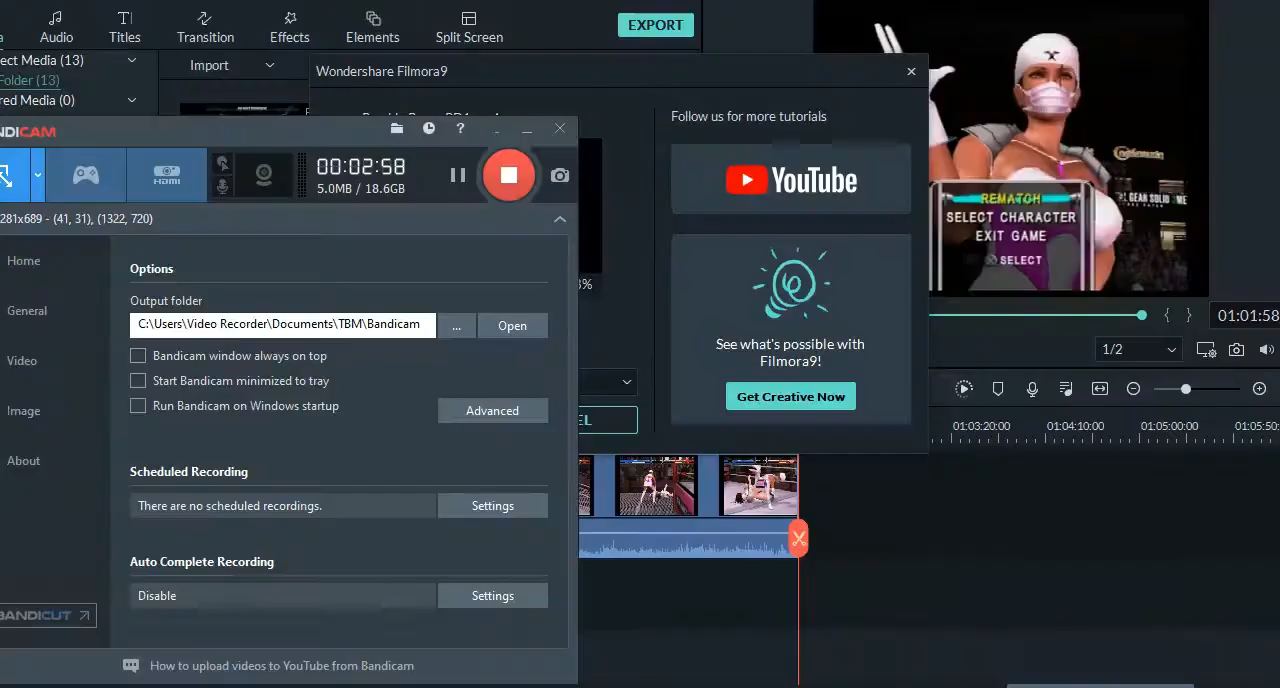 Audio
Titles
Transition
Effects
Elements
Split Screen
EXPORT
ect Media (13)
Folder (13)
red Media (0)
Import
Wondershare Filmora9
Follow us for more tutorials
YouTube
See what's possible with
Filmora9!
Get Creative Now
NDICAM
?
HDMI
00:02:58
5.0MB / 18.6GB
281x689 - (41, 31), (1322, 720)
Home
General
Video
Image
About
BANDICUT
Options
Output folder
C:\Users\Video Recorder\Documents\TBM\Bandicam
...
Open
Bandicam window always on top
Start Bandicam minimized to tray
Run Bandicam on Windows startup
Advanced
Scheduled Recording
There are no scheduled recordings.
Settings
Auto Complete Recording
Disable
Settings
How to upload videos to YouTube from Bandicam
%
EL
REMATCH
SELECT CHARACTER
EXIT GAME
SELECT
Castlevania
01:01:58
1/2
01:03:20:00
01:04:10:00
01:05:00:00
01:05:50: